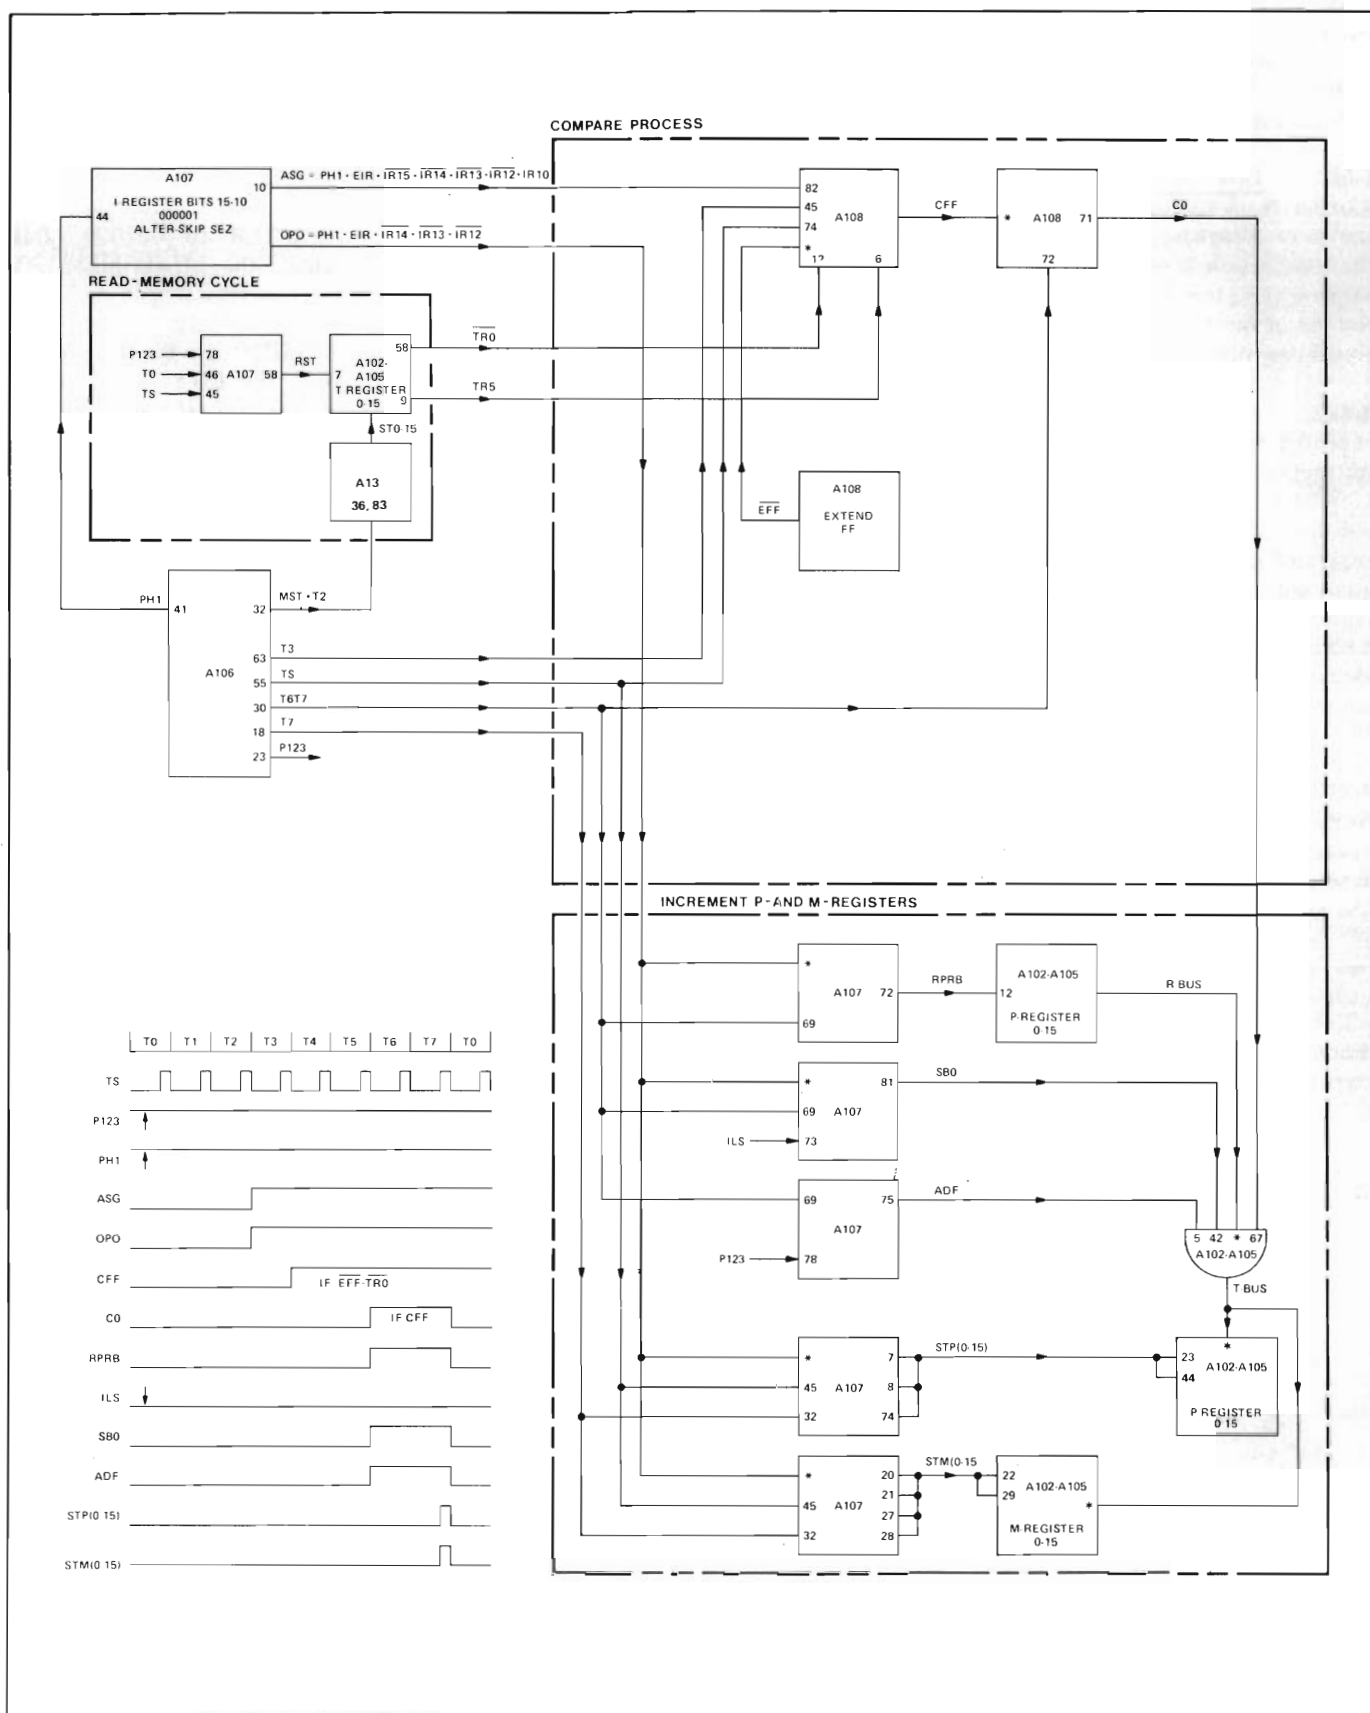 COMPARE PROCESS
A107
I REGISTER BITS 15-10
000001
ALTER-SKIP SEZ
10
44
ASG = PH1 · EIR · IR15 · IR14 · IR13 · IR12 · IR10
OPO = PH1 · EIR · IR14 · IR13 · IR12
82
45
74
*
12
6
A108
CFF
*
A108
71
72
C0
READ-MEMORY CYCLE
P123
T0
TS
78
46
45
A107
58
RST
7
58
A102-
A105
T REGISTER
0-15
9
TR0
TR5
ST0-15
A13
36, 83
EFF
A108
EXTEND
FF
PH1
41
A106
32
63
55
30
18
23
MST · T2
T3
TS
T6T7
T7
P123
INCREMENT P-AND M-REGISTERS
*
69
A107
72
RPRB
A102-A105
12
P-REGISTER
0-15
R BUS
*
69
73
81
A107
ILS
SB0
69
75
A107
78
P123
ADF
5 42 * 67
A102-A105
T-BUS
*
45
32
A107
7
8
74
STP(0-15)
*
23
44
A102-A105
P REGISTER
0-15
*
45
32
A107
20
21
27
28
STM(0-15
22
29
A102-A105
*
M-REGISTER
0-15
T0 T1 T2 T3 T4 T5 T6 T7 T0
TS
P123
PH1
ASG
OPO
CFF
IF EFF·TR0
C0
IF CFF
RPRB
ILS
SB0
ADF
STP(0 15)
STM(0 15)